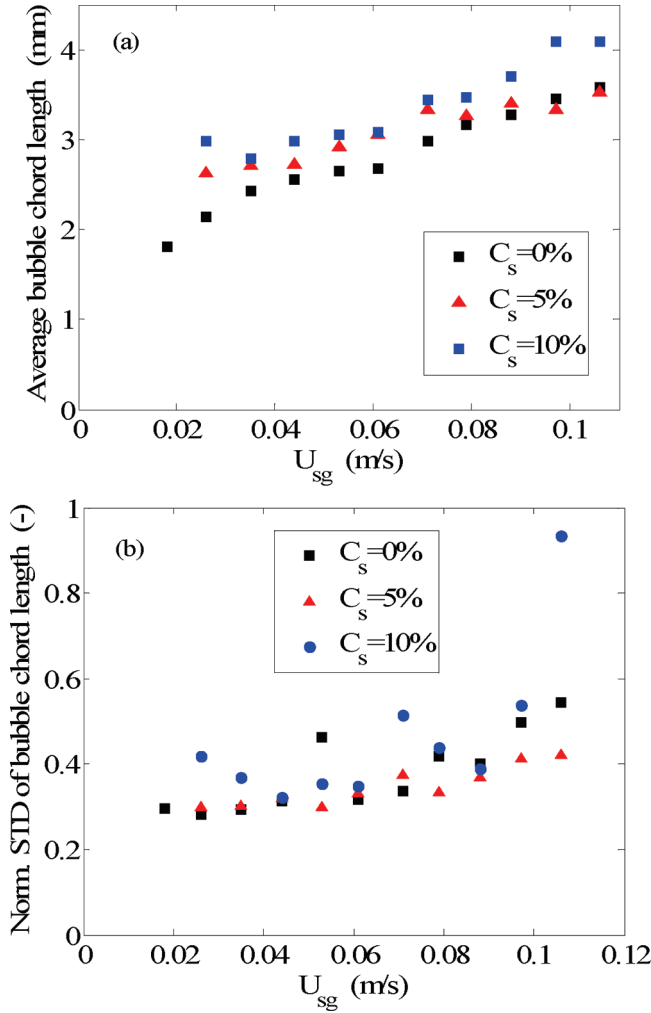 (a)
Average bubble chord length (mm)
4
3
2
1
0
0
0.02
0.04
0.06
0.08
0.1
U_sg (m/s)
C_s=0%
C_s=5%
C_s=10%
(b)
Norm. STD of bubble chord length (-)
1
0.8
0.6
0.4
0.2
0
0
0.02
0.04
0.06
0.08
0.1
0.12
U_sg (m/s)
C_s=0%
C_s=5%
C_s=10%